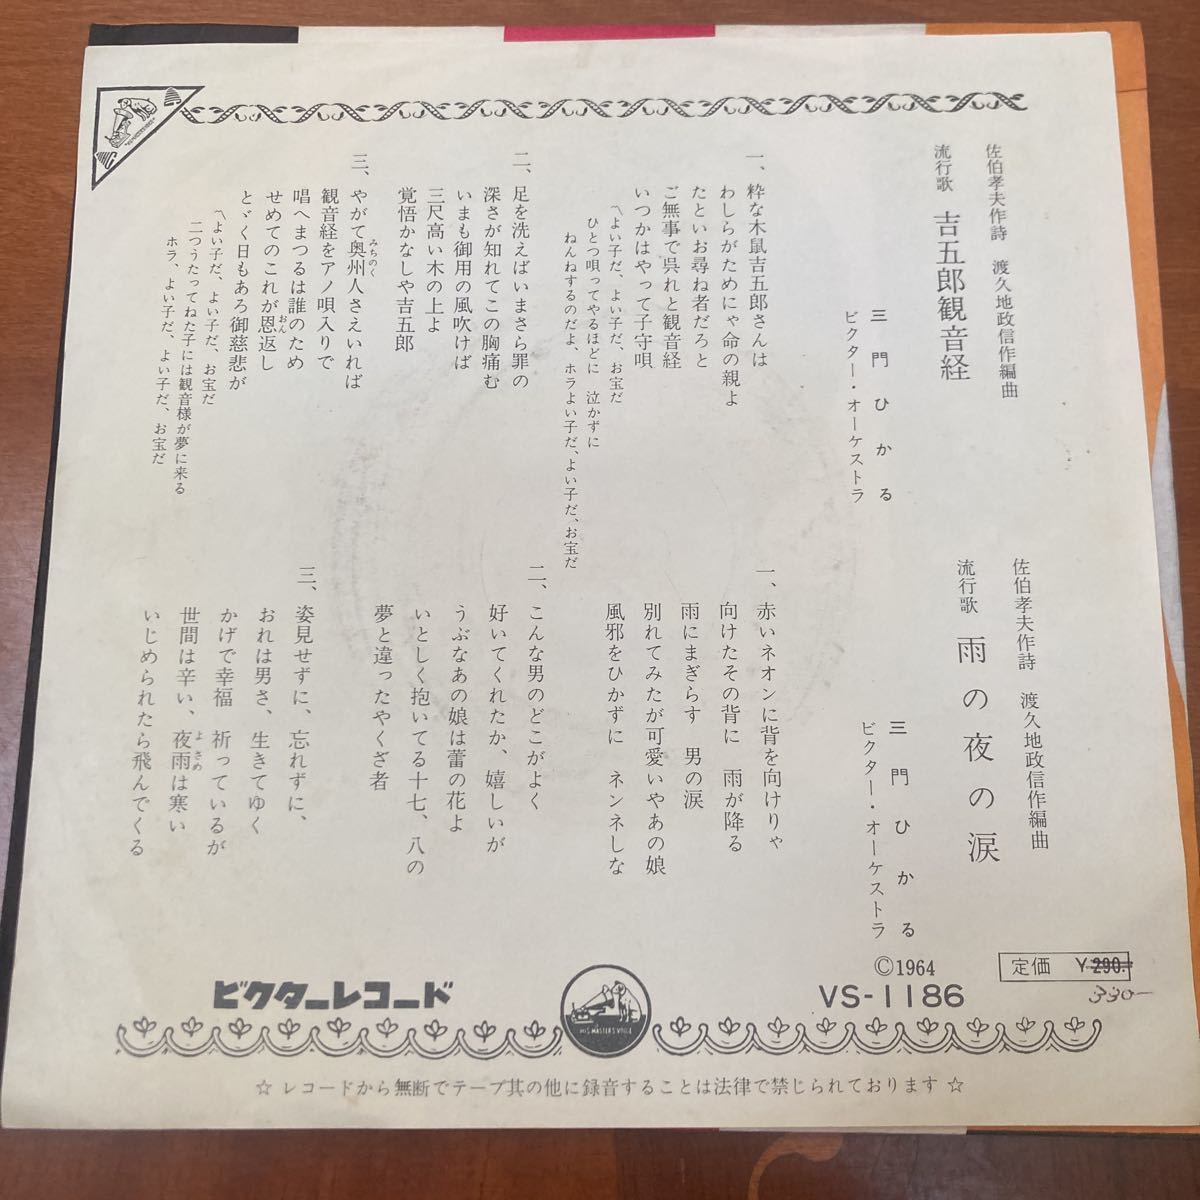 佐伯孝夫作詩　渡久地政信作編曲
流行歌　吉五郎観音経
三門ひかる
ビクター・オーケストラ
一、粋な木鼠吉五郎さんは
わしらがためにゃ命の親よ
たといお尋ね者だろと
ご無事で呉れと観音経
いつかはやって子守唄
〽よい子だ、よい子だ、お宝だ
ひとつ唄ってやるほどに　泣かずに
ねんねするのだよ、ホラよい子だ、よい子だ、お宝だ
二、足を洗えばいまさら罪の
深さが知れてこの胸痛む
いまも御用の風吹けば
三尺高い木の上よ
覚悟かなしや吉五郎
三、やがて奥州人さえいれば
みちのく
観音経をアノ唄入りで
唱へまつるは誰のため
せめてのこれが恩返し
おん
とゞく日もあろ御慈悲が
〽よい子だ、よい子だ、お宝だ
二つうたってねた子には観音様が夢に来る
ホラ、よい子だ、よい子だ、お宝だ
佐伯孝夫作詩　渡久地政信作編曲
流行歌　雨の夜の涙
三門ひかる
ビクター・オーケストラ
一、赤いネオンに背を向けりゃ
向けたその背に　雨が降る
雨にまぎらす　男の涙
別れてみたが可愛いやあの娘
風邪をひかずに　ネンネしな
二、こんな男のどこがよく
好いてくれたか、嬉しいが
うぶなあの娘は蕾の花よ
いとしく抱いてる十七、八の
夢と違ったやくざ者
三、姿見せずに、忘れずに、
おれは男さ、生きてゆく
かげで幸福　祈っているが
世間は辛い、夜雨は寒い
よさめ
いじめられたら飛んでくる
©1964
定価　¥290.
330-
VS-1186
ビクターレコード
HIS MASTER'S VOICE
☆ レコードから無断でテープ其の他に録音することは法律で禁じられております ☆